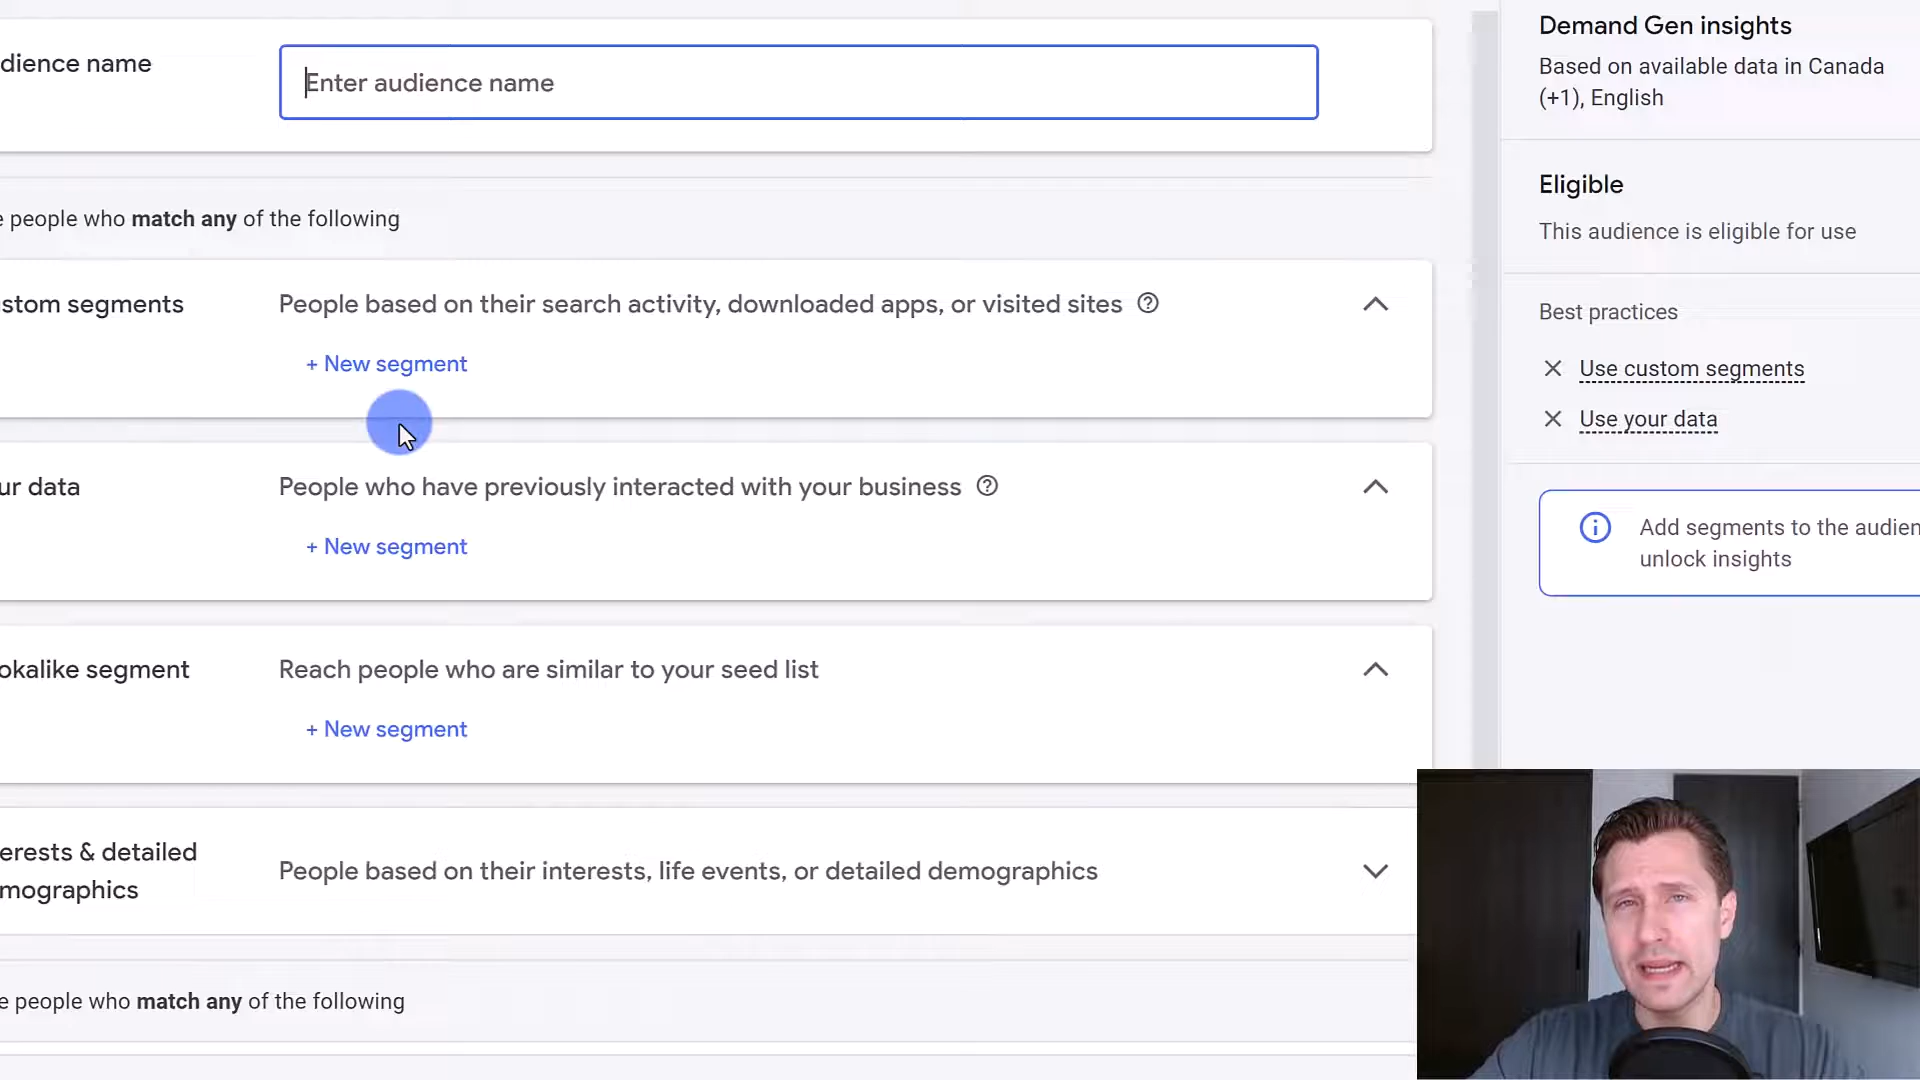 dience name
Enter audience name
e people who match any of the following
stom segments
People based on their search activity, downloaded apps, or visited sites
+ New segment
ur data
People who have previously interacted with your business
+ New segment
okalike segment
Reach people who are similar to your seed list
+ New segment
erests & detailed
mographics
People based on their interests, life events, or detailed demographics
e people who match any of the following
Demand Gen insights
Based on available data in Canada
(+1), English
Eligible
This audience is eligible for use
Best practices
Use custom segments
Use your data
Add segments to the audien
unlock insights